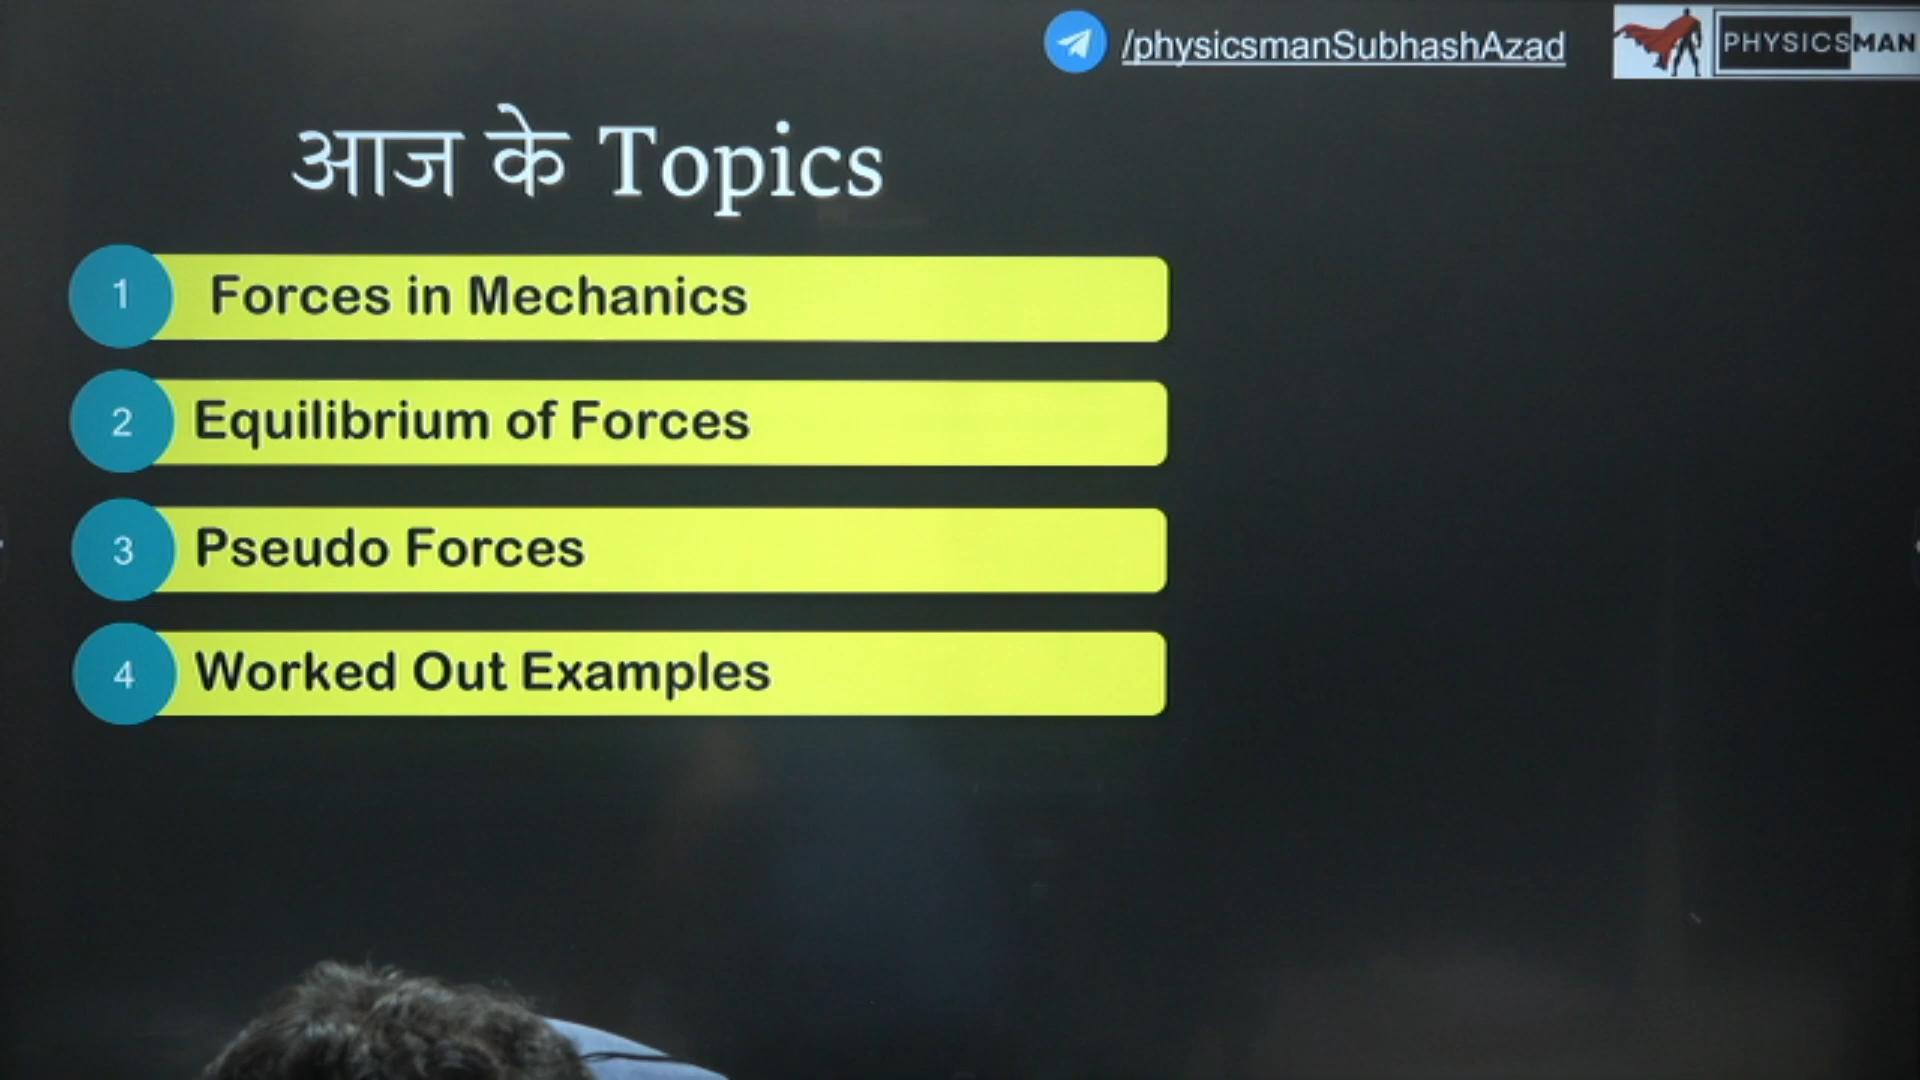 /physicsmanSubhashAzad
PHYSICSMAN
आज के Topics
1 Forces in Mechanics
2 Equilibrium of Forces
3 Pseudo Forces
4 Worked Out Examples